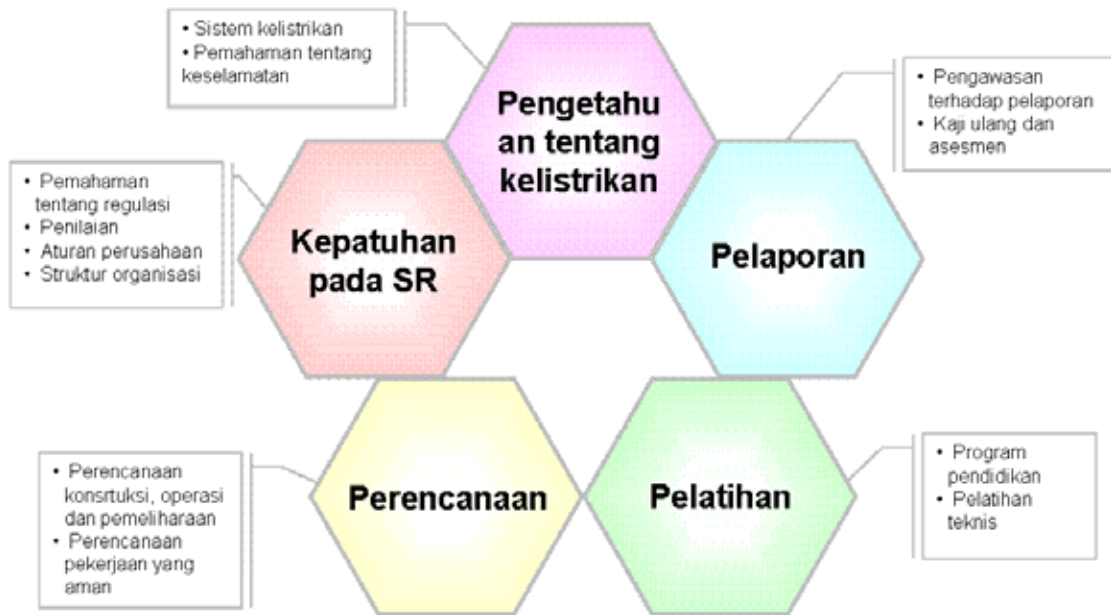 • Sistem kelistrikan
• Pemahaman tentang
keselamatan
Pengetahu
an tentang
kelistrikan
• Pengawasan
terhadap pelaporan
• Kaji ulang dan
asesmen
• Pemahaman
tentang regulasi
• Penilaian
• Aturan perusahaan
• Struktur organisasi
Kepatuhan
pada SR
Pelaporan
• Perencanaan
konsrtuksi, operasi
dan pemeliharaan
• Perencanaan
pekerjaan yang
aman
Perencanaan
Pelatihan
• Program
pendidikan
• Pelatihan
teknis